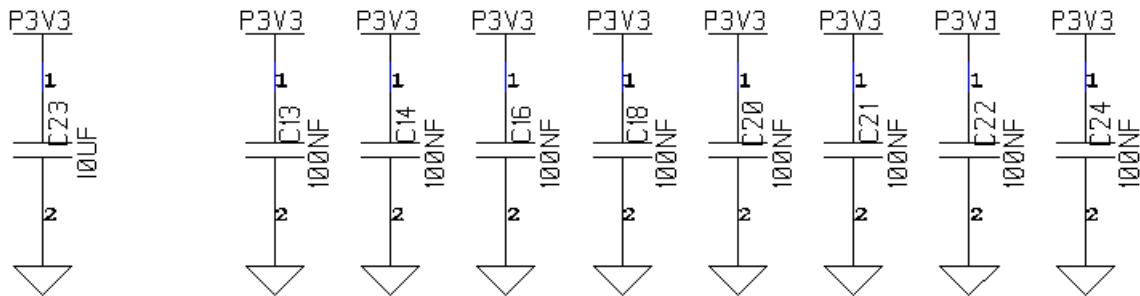 P3V3 P3V3 P3V3 P3V3 P3V3 P3V3 P3V3 P3V3 P3V3
1 1 1 1 1 1 1 1 1
C23 C13 C14 C16 C18 C20 C21 C22 C24
10UF 100NF 100NF 100NF 100NF 100NF 100NF 100NF 100NF
2 2 2 2 2 2 2 2 2